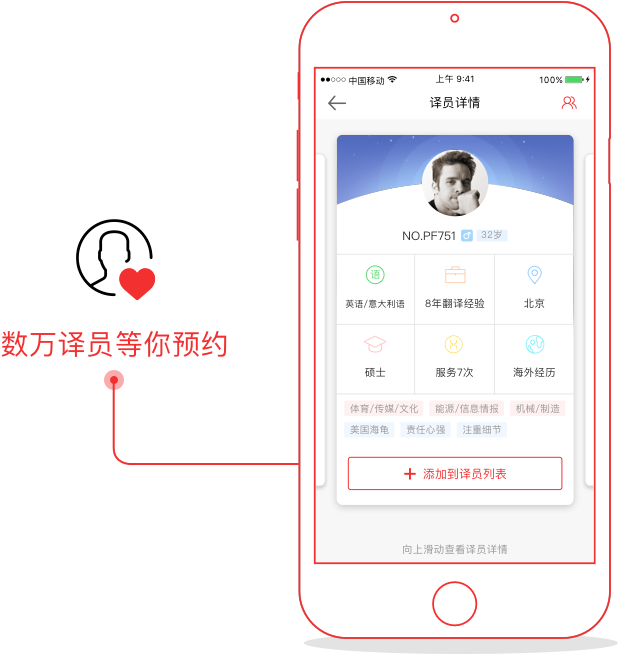 中国移动
上午 9:41
100%
译员详情
NO.PF751
32岁
语
英语/意大利语
8年翻译经验
北京
硕士
服务7次
海外经历
体育/传媒/文化
能源/信息情报
机械/制造
美国海龟
责任心强
注重细节
添加到译员列表
向上滑动查看译员详情
数万译员等你预约